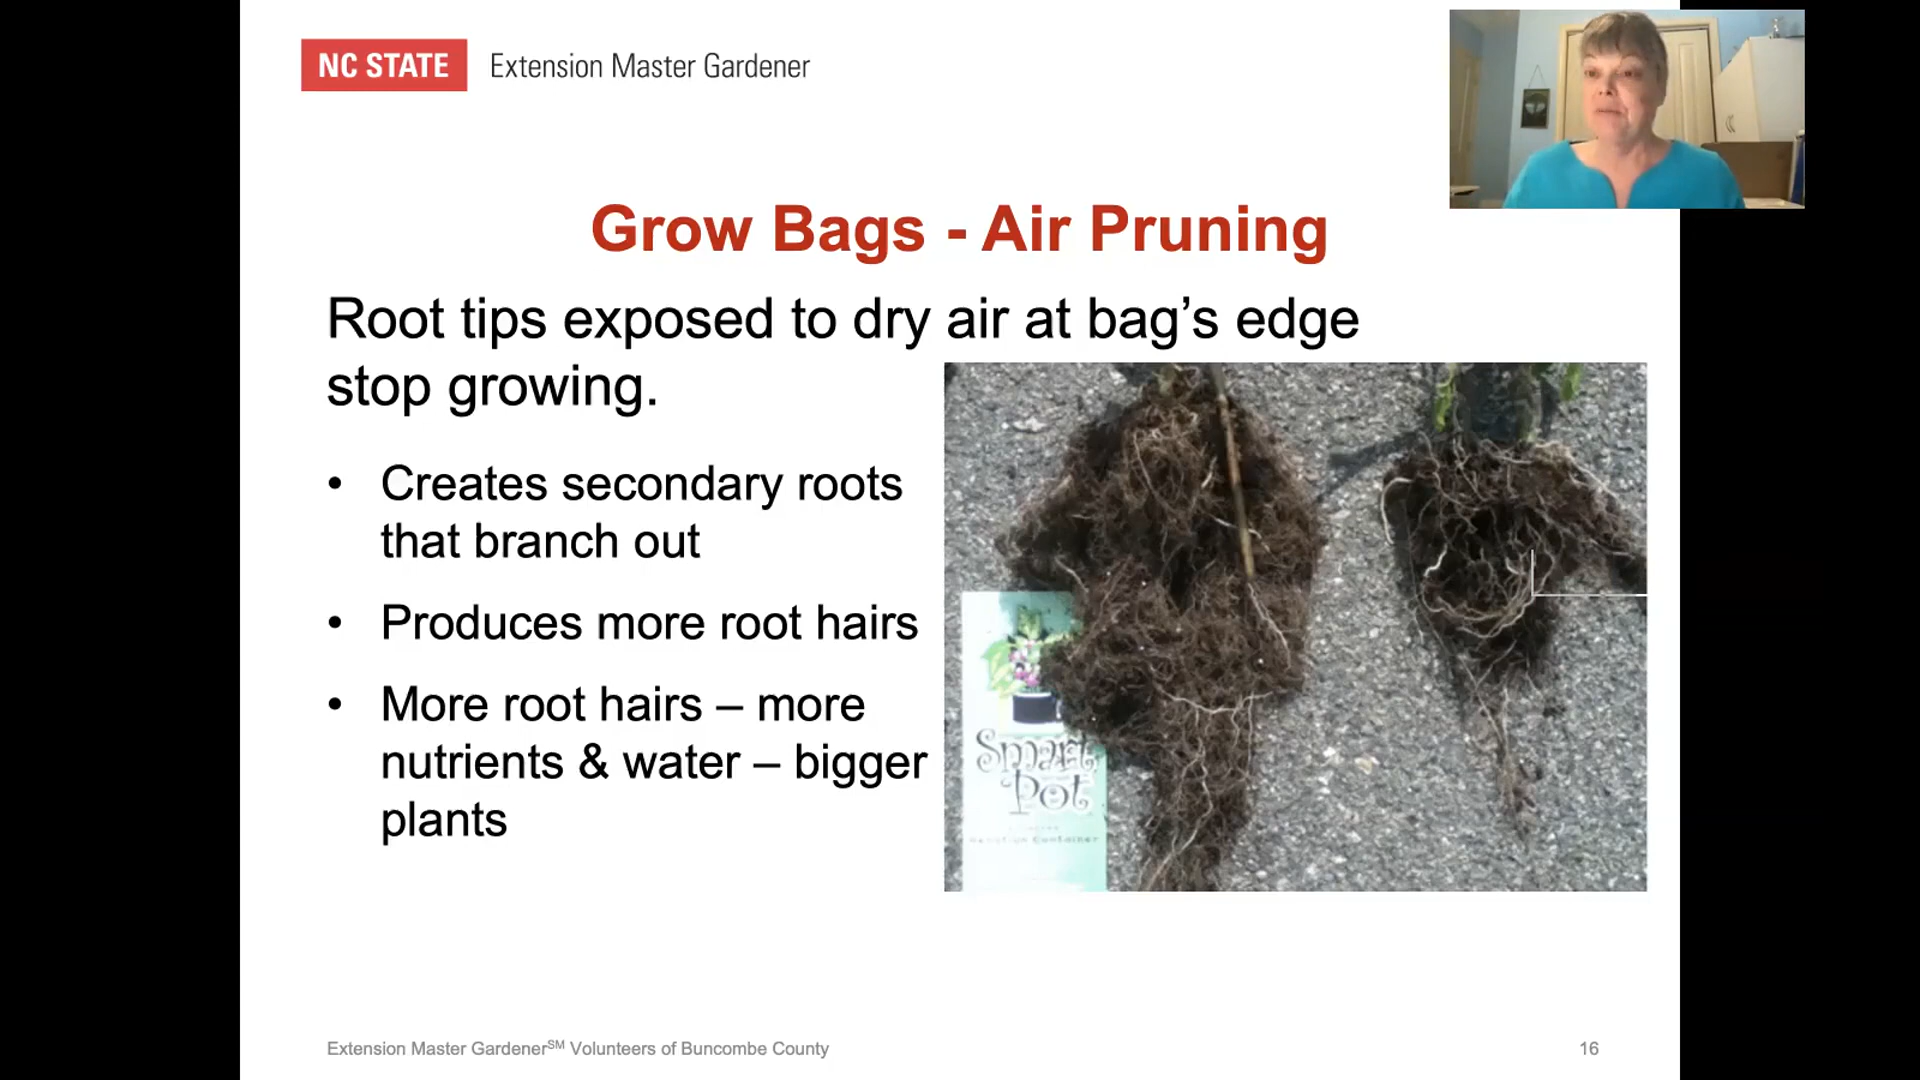 NC STATE Extension Master Gardener
Grow Bags - Air Pruning
Root tips exposed to dry air at bag’s edge
stop growing.
• Creates secondary roots
that branch out
• Produces more root hairs
• More root hairs – more
nutrients & water – bigger
plants
Smart
Pot
Container
Extension Master Gardener℠ Volunteers of Buncombe County
16